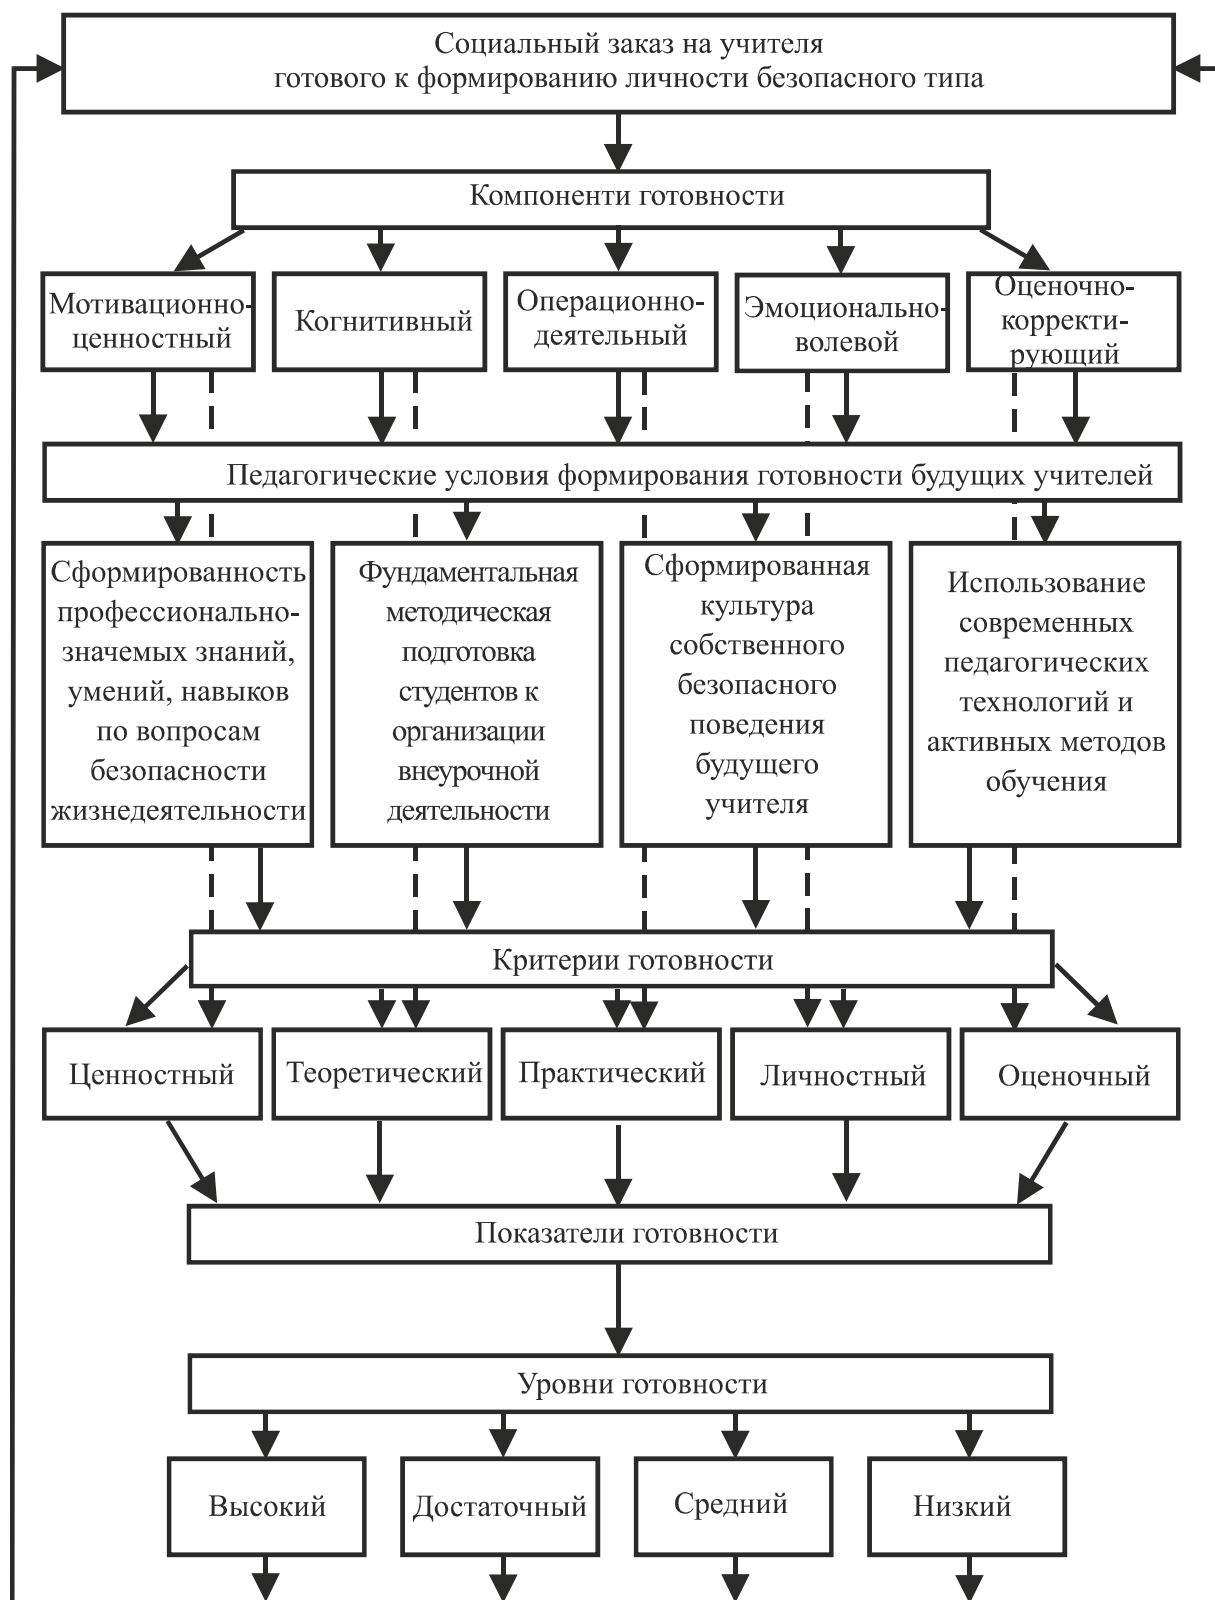 Социальный заказ на учителя
готового к формированию личности безопасного типа
Компоненти готовности
Мотивационно-
ценностный
Когнитивный
Операционно-
деятельный
Эмоционально-
волевой
Оценочно-
корректи-
рующий
Педагогические условия формирования готовности будущих учителей
Сформированность
профессионально-
значемых знаний,
умений, навыков
по вопросам
безопасности
жизнедеятельности
Фундаментальная
методическая
подготовка
студентов к
организации
внеурочной
деятельности
Сформированная
культура
собственного
безопасного
поведения
будущего
учителя
Использование
современных
педагогических
технологий и
активных методов
обучения
Критерии готовности
Ценностный
Теоретический
Практический
Личностный
Оценочный
Показатели готовности
Уровни готовности
Высокий
Достаточный
Средний
Низкий